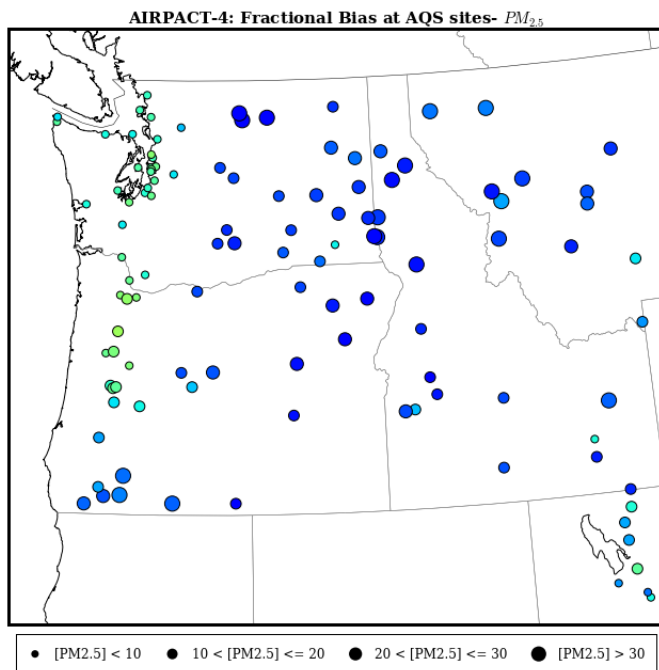 AIRPACT-4: Fractional Bias at AQS sites- PM2.5
[PM2.5] < 10 10 < [PM2.5] <= 20 20 < [PM2.5] <= 30 [PM2.5] > 30